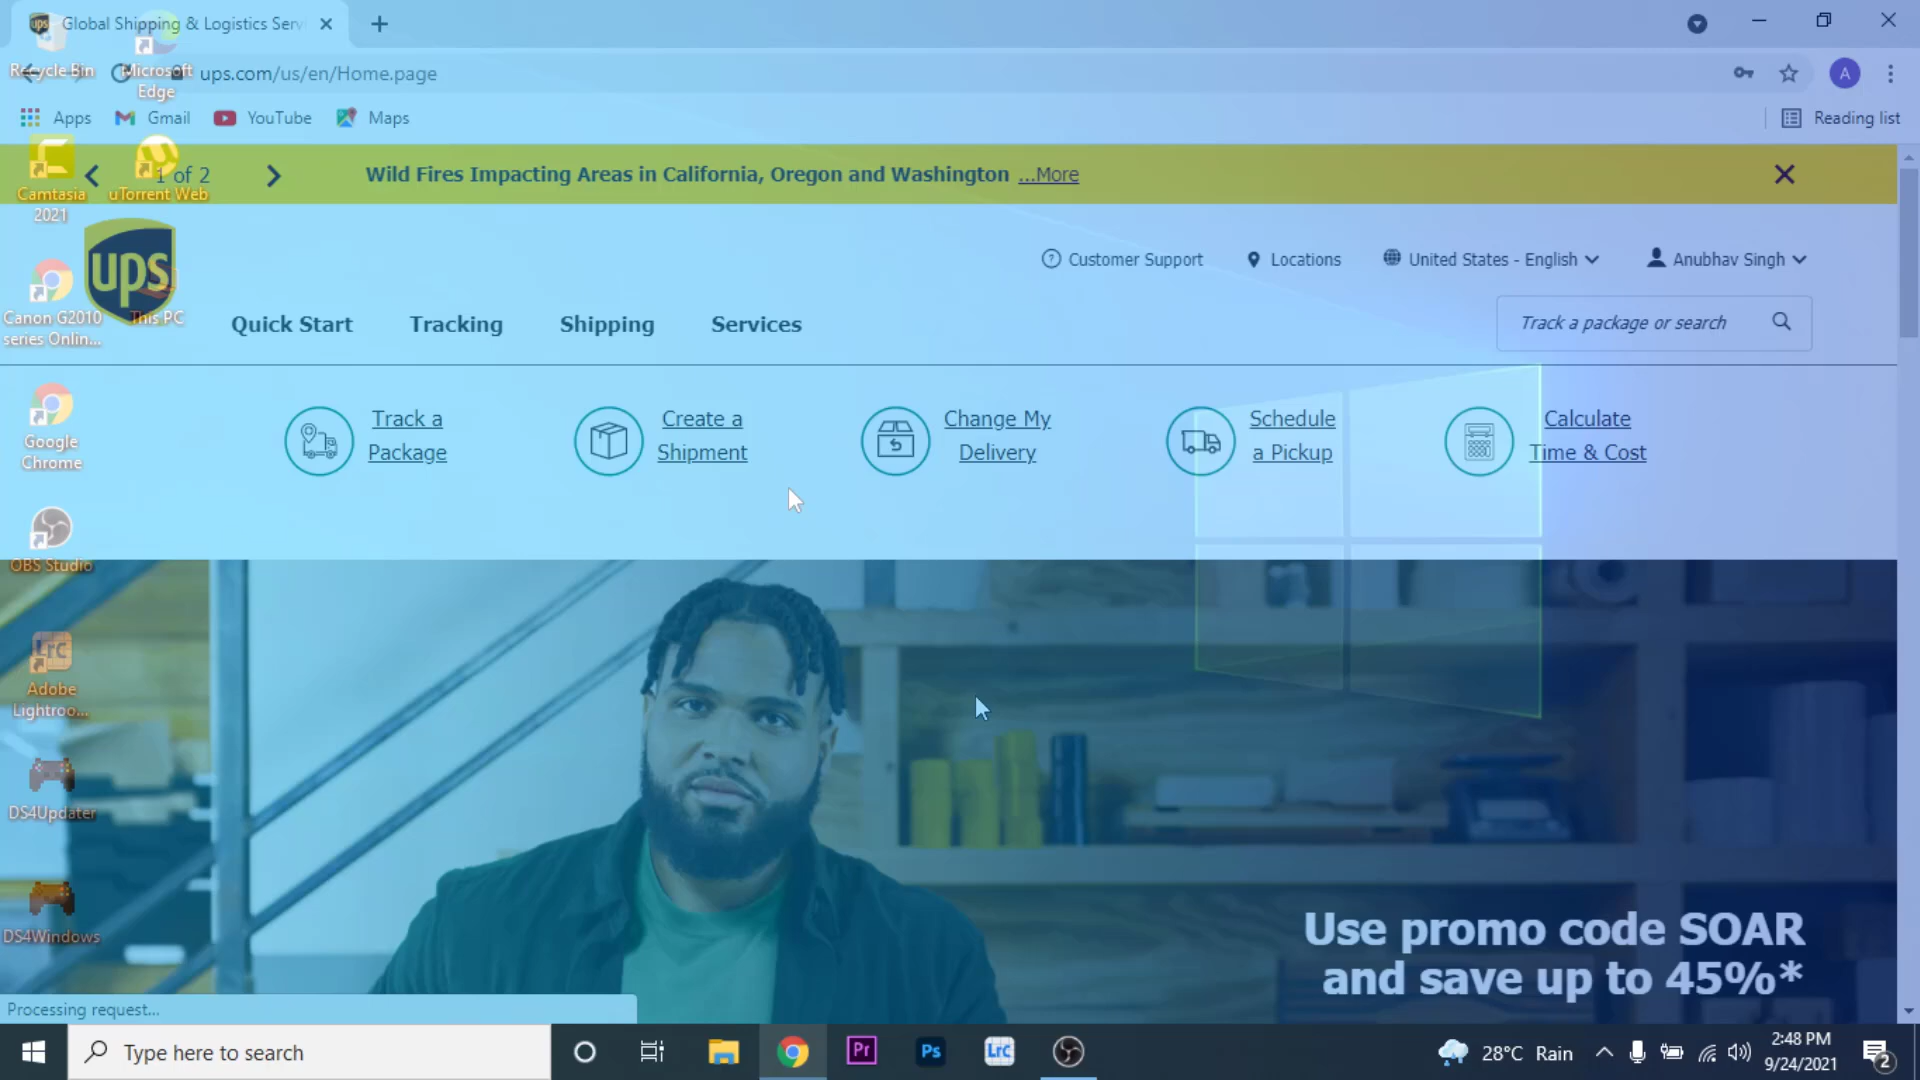 Global Shipping & Logistics Serv
ups.com/us/en/Home.page
Apps
Gmail
YouTube
Maps
Reading list
A
1 of 2
Wild Fires Impacting Areas in California, Oregon and Washington ...More
ups
Customer Support
Locations
United States - English
Anubhav Singh
Quick Start
Tracking
Shipping
Services
Track a package or search
Track a
Package
Create a
Shipment
Change My
Delivery
Schedule
a Pickup
Calculate
Time & Cost
Use promo code SOAR
and save up to 45%*
Processing request...
Recycle Bin
Microsoft
Edge
Camtasia
2021
uTorrent Web
Canon G2010
series Onlin...
This PC
Google
Chrome
OBS Studio
Lrc
Adobe
Lightroo...
DS4Updater
DS4Windows
Type here to search
Pr
Ps
Lrc
28°C Rain
2:48 PM
9/24/2021
2